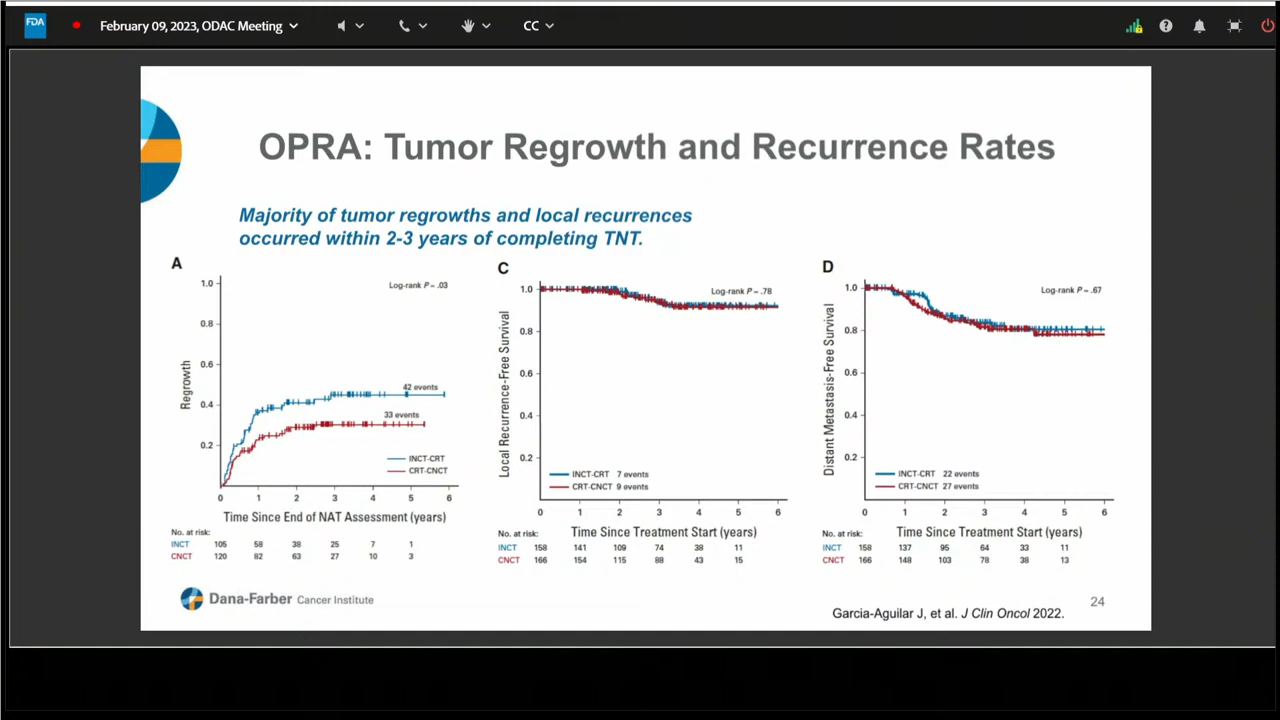 FDA
February 09, 2023, ODAC Meeting
CC
OPRA: Tumor Regrowth and Recurrence Rates
Majority of tumor regrowths and local recurrences
occurred within 2-3 years of completing TNT.
A
Log-rank P = .03
Regrowth
1.0
0.8
0.6
0.4
0.2
42 events
33 events
INCT-CRT
CRT-CNCT
0 1 2 3 4 5 6
Time Since End of NAT Assessment (years)
No. at risk:
INCT 105 58 38 25 7 1
CNCT 120 82 63 27 10 3
C
Log-rank P = .78
Local Recurrence-Free Survival
1.0
0.8
0.6
0.4
0.2
INCT-CRT 7 events
CRT-CNCT 9 events
0 1 2 3 4 5 6
Time Since Treatment Start (years)
No. at risk:
INCT 158 141 109 74 38 11
CNCT 166 154 115 88 43 15
D
Log-rank P = .67
Distant Metastasis-Free Survival
1.0
0.8
0.6
0.4
0.2
INCT-CRT 22 events
CRT-CNCT 27 events
0 1 2 3 4 5 6
Time Since Treatment Start (years)
No. at risk:
INCT 158 137 95 64 33 11
CNCT 166 148 103 78 38 13
Dana-Farber Cancer Institute
24
Garcia-Aguilar J, et al. J Clin Oncol 2022.